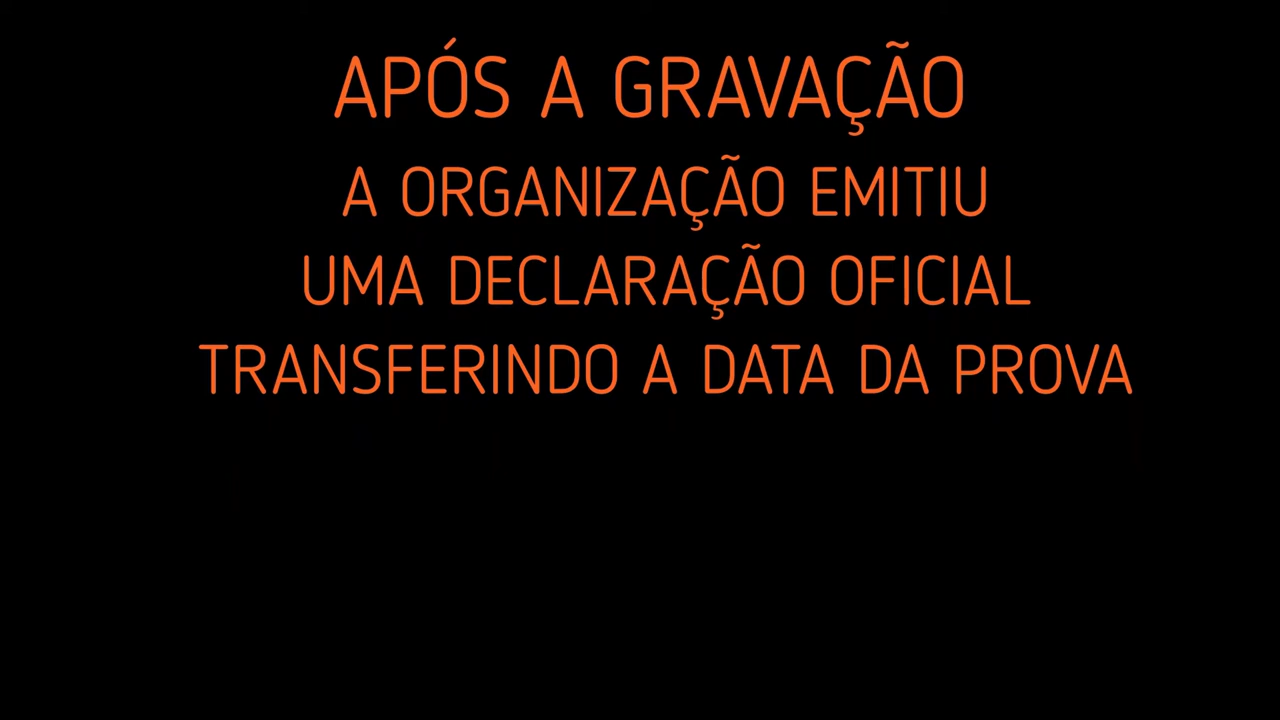 APÓS A GRAVAÇÃO
A ORGANIZAÇÃO EMITIU
UMA DECLARAÇÃO OFICIAL
TRANSFERINDO A DATA DA PROVA